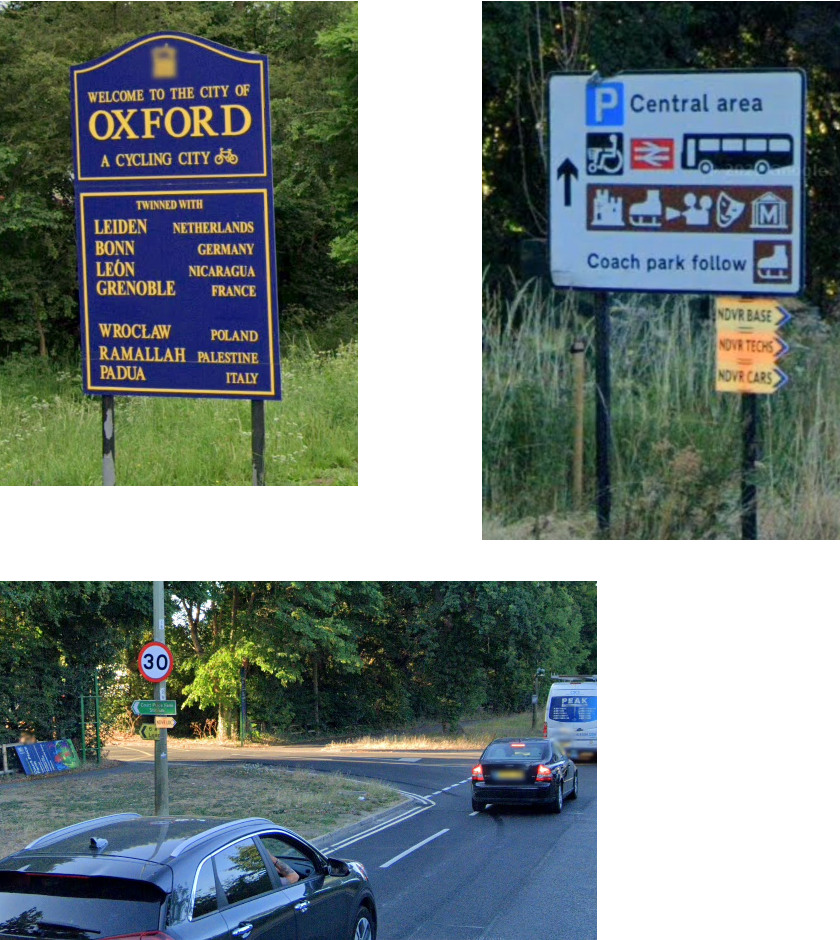 WELCOME TO THE CITY OF
OXFORD
A CYCLING CITY
TWINNED WITH
LEIDEN NETHERLANDS
BONN GERMANY
LEÓN NICARAGUA
GRENOBLE FRANCE
WROCŁAW POLAND
RAMALLAH PALESTINE
PADUA ITALY
P Central area
M
Coach park follow
NDVR BASE
NDVR TECHS
NDVR CARS
30
PEAK